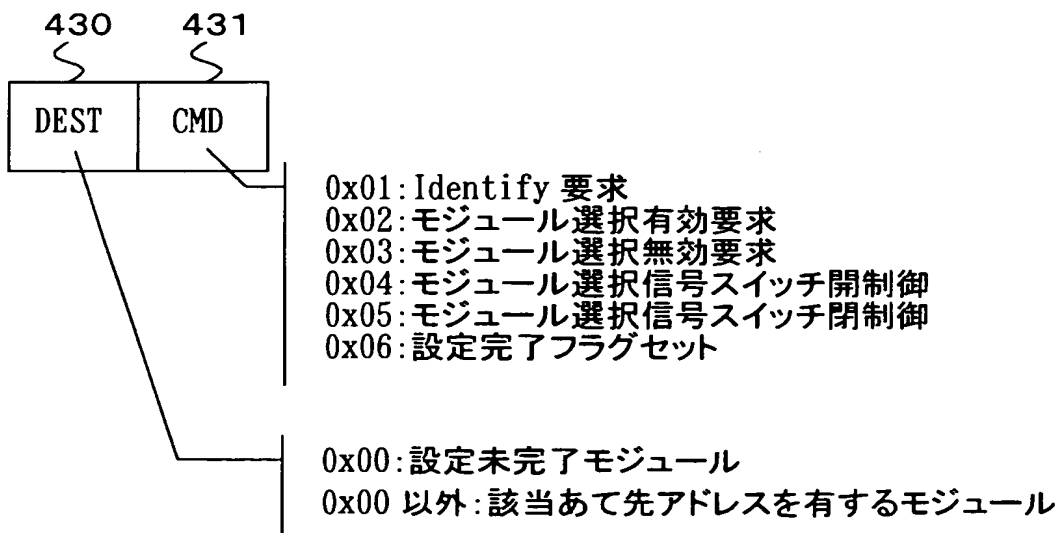 430 431
DEST CMD
0x01:Identify 要求
0x02:モジュール選択有効要求
0x03:モジュール選択無効要求
0x04:モジュール選択信号スイッチ開制御
0x05:モジュール選択信号スイッチ閉制御
0x06:設定完了フラグセット
0x00:設定未完了モジュール
0x00 以外:該当あて先アドレスを有するモジュール